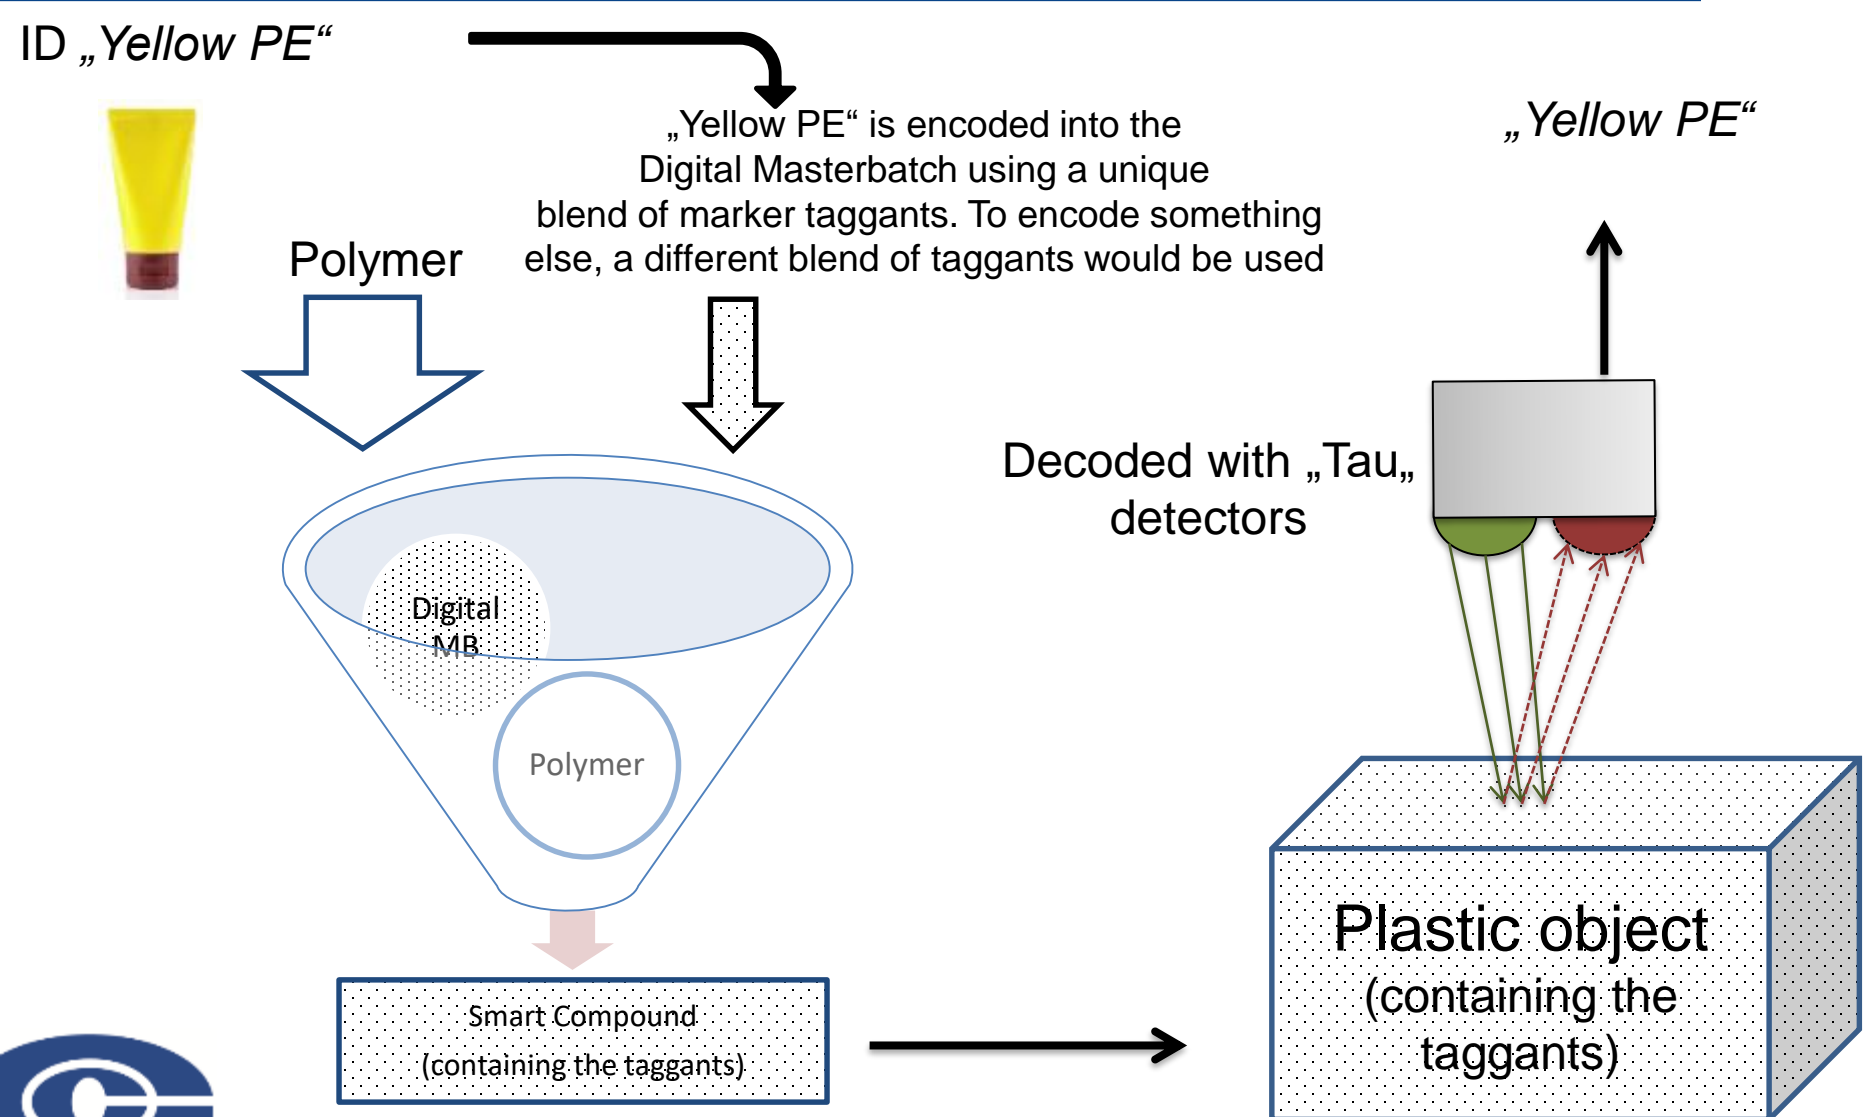 ID „Yellow PE“
„Yellow PE“ is encoded into the
Digital Masterbatch using a unique
blend of marker taggants. To encode something
else, a different blend of taggants would be used
„Yellow PE“
Polymer
Decoded with „Tau„
detectors
Digital
MB
Polymer
Smart Compound
(containing the taggants)
Plastic object
(containing the
taggants)